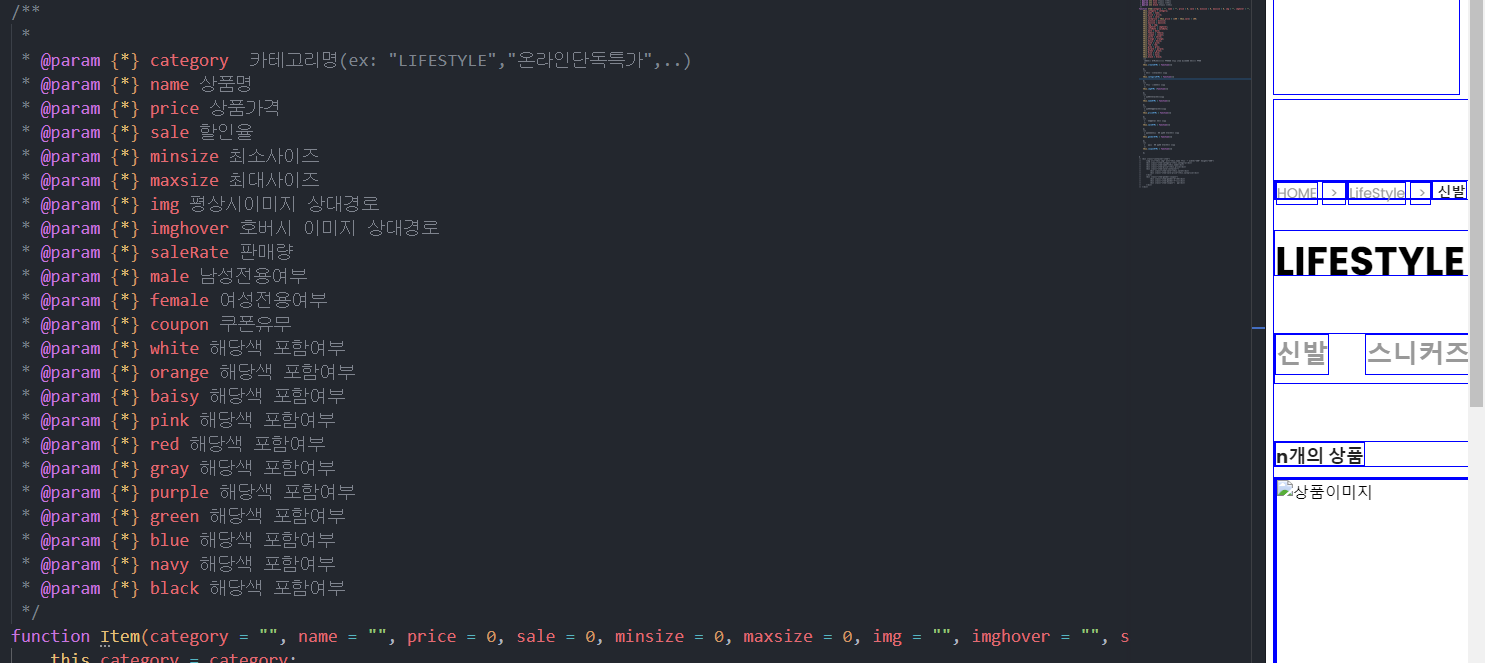 /**
*
* @param {*} category 카테고리명(ex: "LIFESTYLE","온라인단독특가",..)
* @param {*} name 상품명
* @param {*} price 상품가격
* @param {*} sale 할인율
* @param {*} minsize 최소사이즈
* @param {*} maxsize 최대사이즈
* @param {*} img 평상시이미지 상대경로
* @param {*} imghover 호버시 이미지 상대경로
* @param {*} saleRate 판매량
* @param {*} male 남성전용여부
* @param {*} female 여성전용여부
* @param {*} coupon 쿠폰유무
* @param {*} white 해당색 포함여부
* @param {*} orange 해당색 포함여부
* @param {*} baisy 해당색 포함여부
* @param {*} pink 해당색 포함여부
* @param {*} red 해당색 포함여부
* @param {*} gray 해당색 포함여부
* @param {*} purple 해당색 포함여부
* @param {*} green 해당색 포함여부
* @param {*} blue 해당색 포함여부
* @param {*} navy 해당색 포함여부
* @param {*} black 해당색 포함여부
*/
function Item(category = "", name = "", price = 0, sale = 0, minsize = 0, maxsize = 0, img = "", imghover = "", s
this.category = category;
HOME > LifeStyle > 신발
LIFESTYLE
신발 스니커즈
n개의 상품
상품이미지